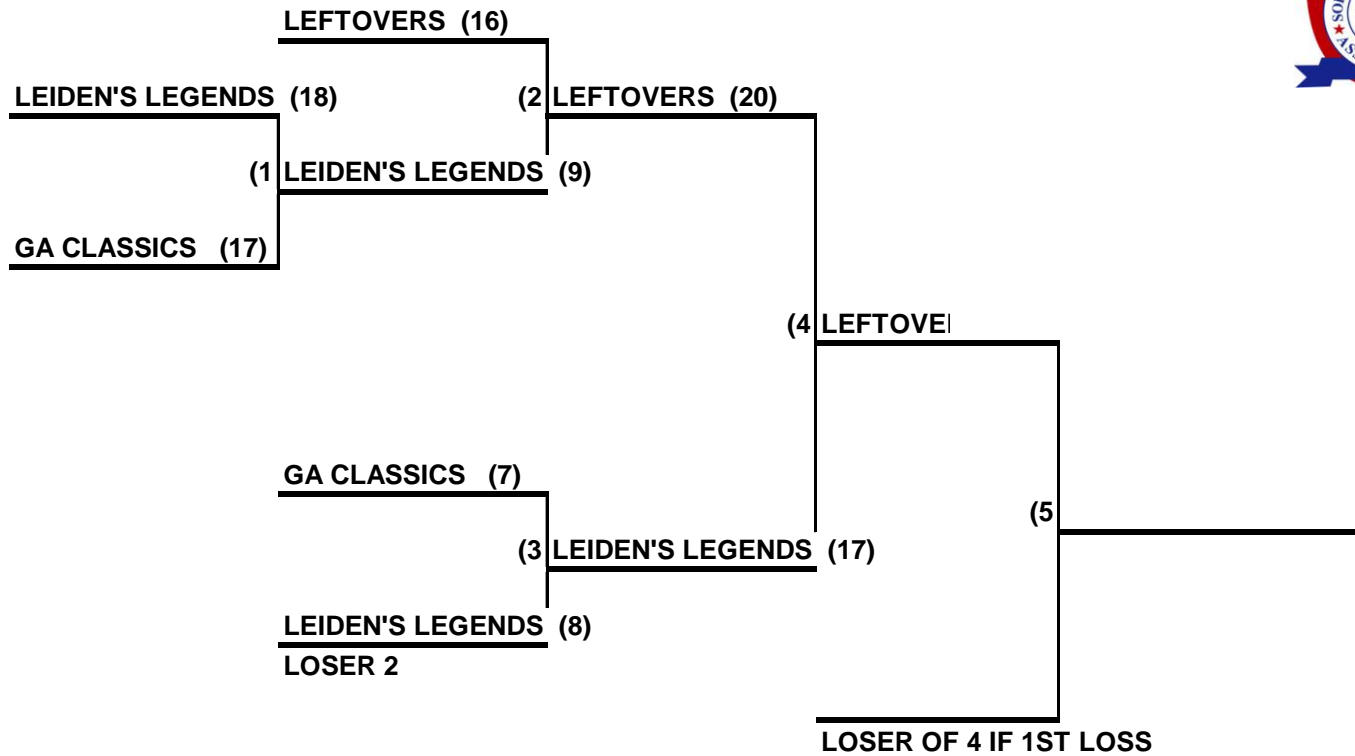 LEFTOVERS (16)
LEIDEN'S LEGENDS (18)
(2 LEFTOVERS (20)
(1 LEIDEN'S LEGENDS (9)
GA CLASSICS (17)
(4 LEFTOVE
GA CLASSICS (7)
(5
(3 LEIDEN'S LEGENDS (17)
LEIDEN'S LEGENDS (8)
LOSER 2
LOSER OF 4 IF 1ST LOSS